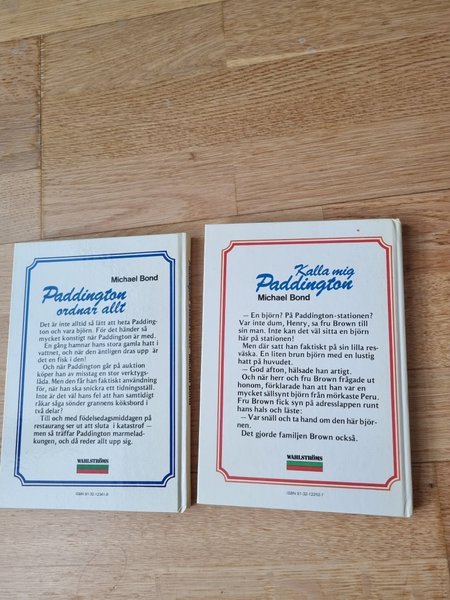 Michael Bond
Paddington
ordnar allt
Det är inte alltid så lätt att heta Padding-
ton och vara björn. För det händer så
mycket konstigt när Paddington är med.
En gång hamnar hans stora gamla hatt i
vattnet, och när den äntligen dras upp är
det en fisk i den!
Och när Paddington går på auktion
köper han av misstag en stor verktygs-
låda. Men den får han faktiskt användning
för, när han ska snickra ett tidningsställ.
Inte är det väl hans fel att han samtidigt
råkar såga sönder grannens köksbord i
två delar?
Till och med födelsedagsmiddagen på
restaurang ser ut att sluta i katastrof —
men så träffar Paddington marmelad-
kungen, och då reder allt upp sig.
WAHLSTRÖMS
ISBN 91-32-12341-8
Kalla mig
Paddington
Michael Bond
— En björn? På Paddington-stationen?
Var inte dum, Henry, sa fru Brown till
sin man. Inte kan det väl sitta en björn
här på stationen!
Men där satt han faktiskt på sin lilla res-
väska. En liten brun björn med en lustig
hatt på huvudet.
— God afton, hälsade han artigt.
Och när herr och fru Brown frågade ut
honom, förklarade han att han var en
mycket sällsynt björn från mörkaste Peru.
Fru Brown fick syn på adresslappen runt
hans hals och läste:
— Var snäll och ta hand om den här björ-
nen.
Det gjorde familjen Brown också.
WAHLSTRÖMS